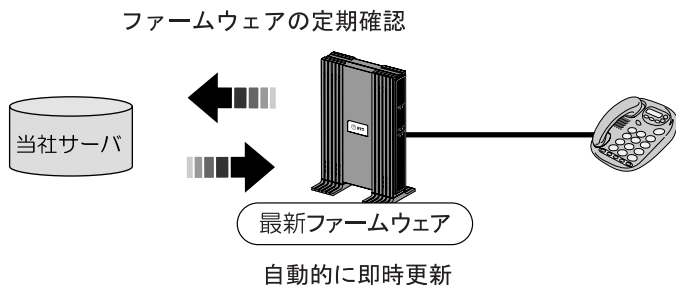 ファームウェアの定期確認
当社サーバ
NTT
最新ファームウェア
自動的に即時更新